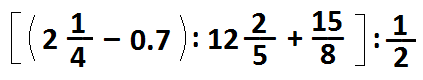 [(2 1/4 − 0.7) : 12 2/5 + 15/8] : 1/2